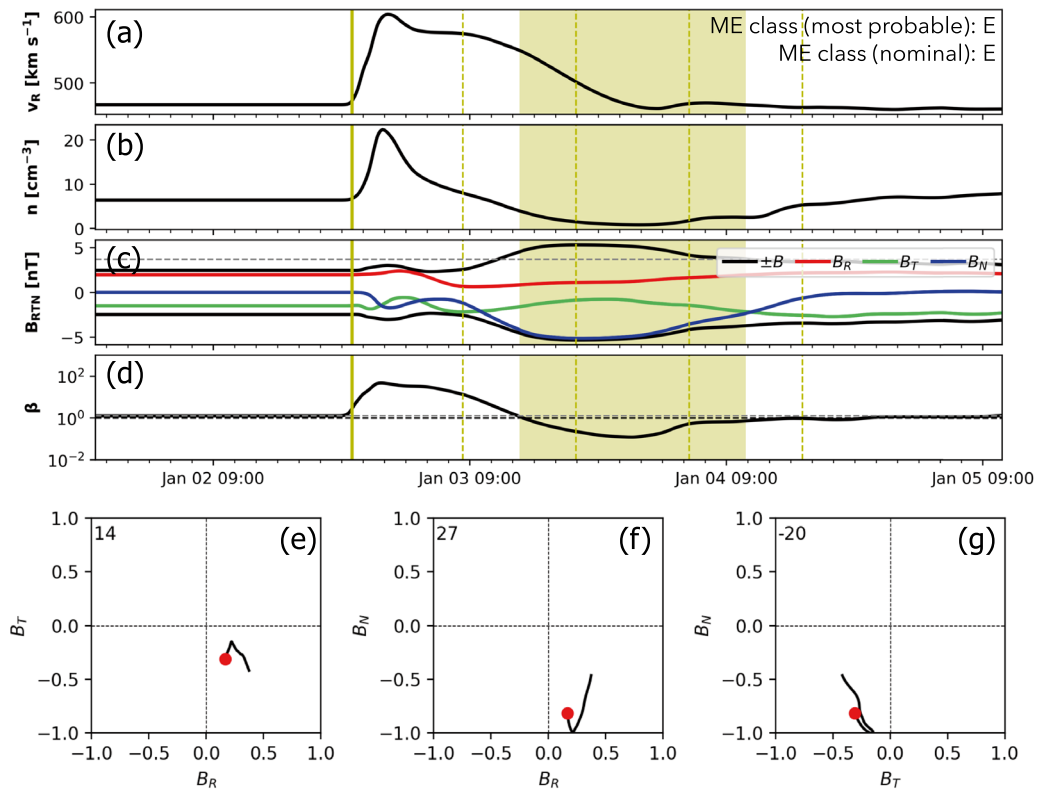 (a)
ME class (most probable): E
ME class (nominal): E
600
500
v_R [km s⁻¹]
(b)
20
10
0
n [cm⁻³]
(c)
5
0
−5
B_RTN [nT]
±B B_R B_T B_N
(d)
10²
10⁰
10⁻²
β
Jan 02 09:00 Jan 03 09:00 Jan 04 09:00 Jan 05 09:00
14 (e)
1.0
0.5
0.0
−0.5
−1.0
B_T
−1.0 −0.5 0.0 0.5 1.0
B_R
27 (f)
1.0
0.5
0.0
−0.5
−1.0
B_N
−1.0 −0.5 0.0 0.5 1.0
B_R
-20 (g)
1.0
0.5
0.0
−0.5
−1.0
B_N
−1.0 −0.5 0.0 0.5 1.0
B_T